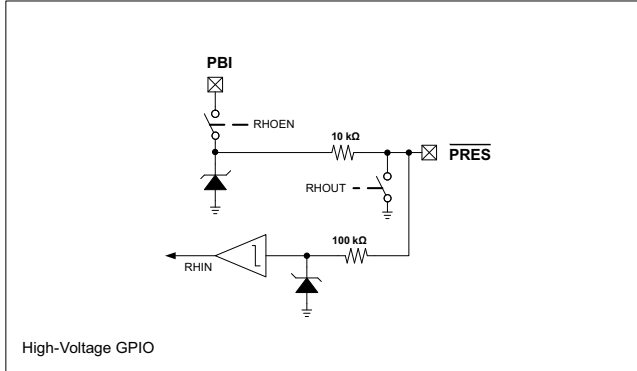 PBI
RHOEN
10 kΩ
PRES
RHOUT
100 kΩ
RHIN
High-Voltage GPIO